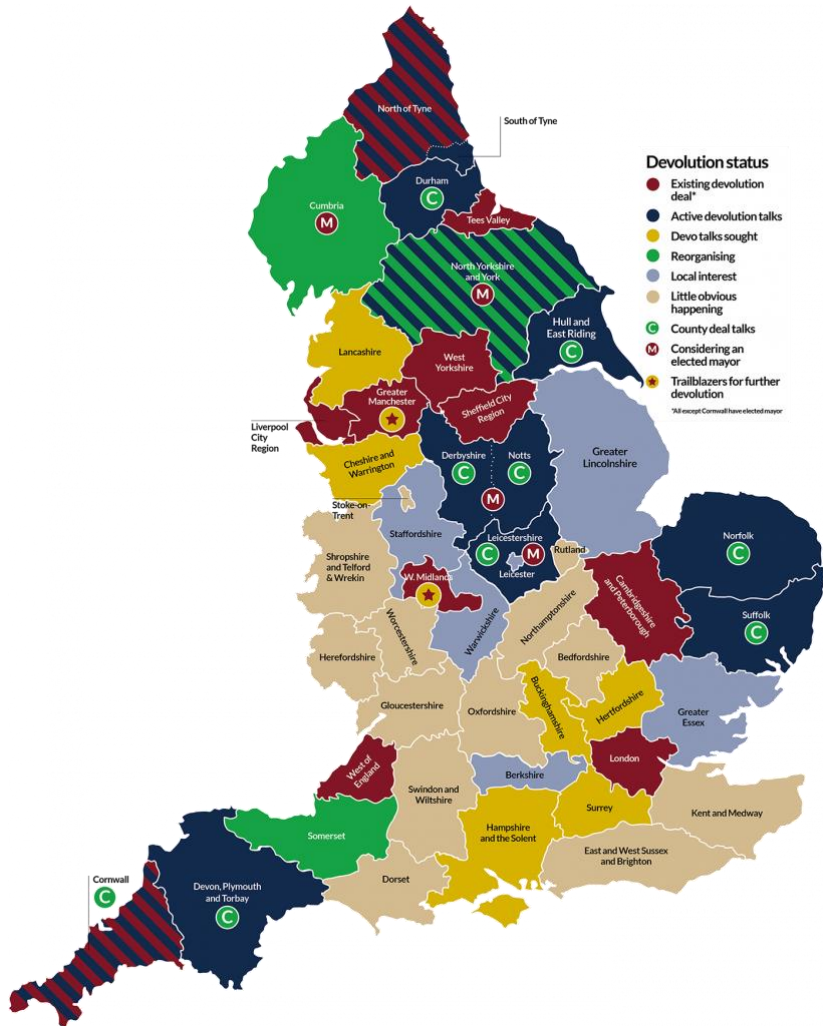 North of Tyne
South of Tyne
Durham
C
Cumbria
M
Tees Valley
North Yorkshire
and York
M
Hull and
East Riding
C
Lancashire
West
Yorkshire
Greater
Manchester
Sheffield City
Region
Liverpool
City
Region
Cheshire and
Warrington
Derbyshire
C
Notts
C
M
Greater
Lincolnshire
Stoke-on-
Trent
Staffordshire
Leicestershire
C
M
Leicester
Rutland
Shropshire
and Telford
& Wrekin
W. Midlands
Norfolk
C
Cambridgeshire
and Peterborough
Suffolk
C
Worcestershire
Warwickshire
Northamptonshire
Herefordshire
Bedfordshire
Gloucestershire
Oxfordshire
Buckinghamshire
Hertfordshire
Greater
Essex
West of
England
Swindon and
Wiltshire
Berkshire
London
Somerset
Hampshire
and the Solent
Surrey
Kent and Medway
East and West Sussex
and Brighton
Dorset
Cornwall
C
Devon, Plymouth
and Torbay
C
Devolution status
Existing devolution
deal*
Active devolution talks
Devo talks sought
Reorganising
Local interest
Little obvious
happening
C County deal talks
M Considering an
elected mayor
Trailblazers for further
devolution
*All except Cornwall have elected mayor